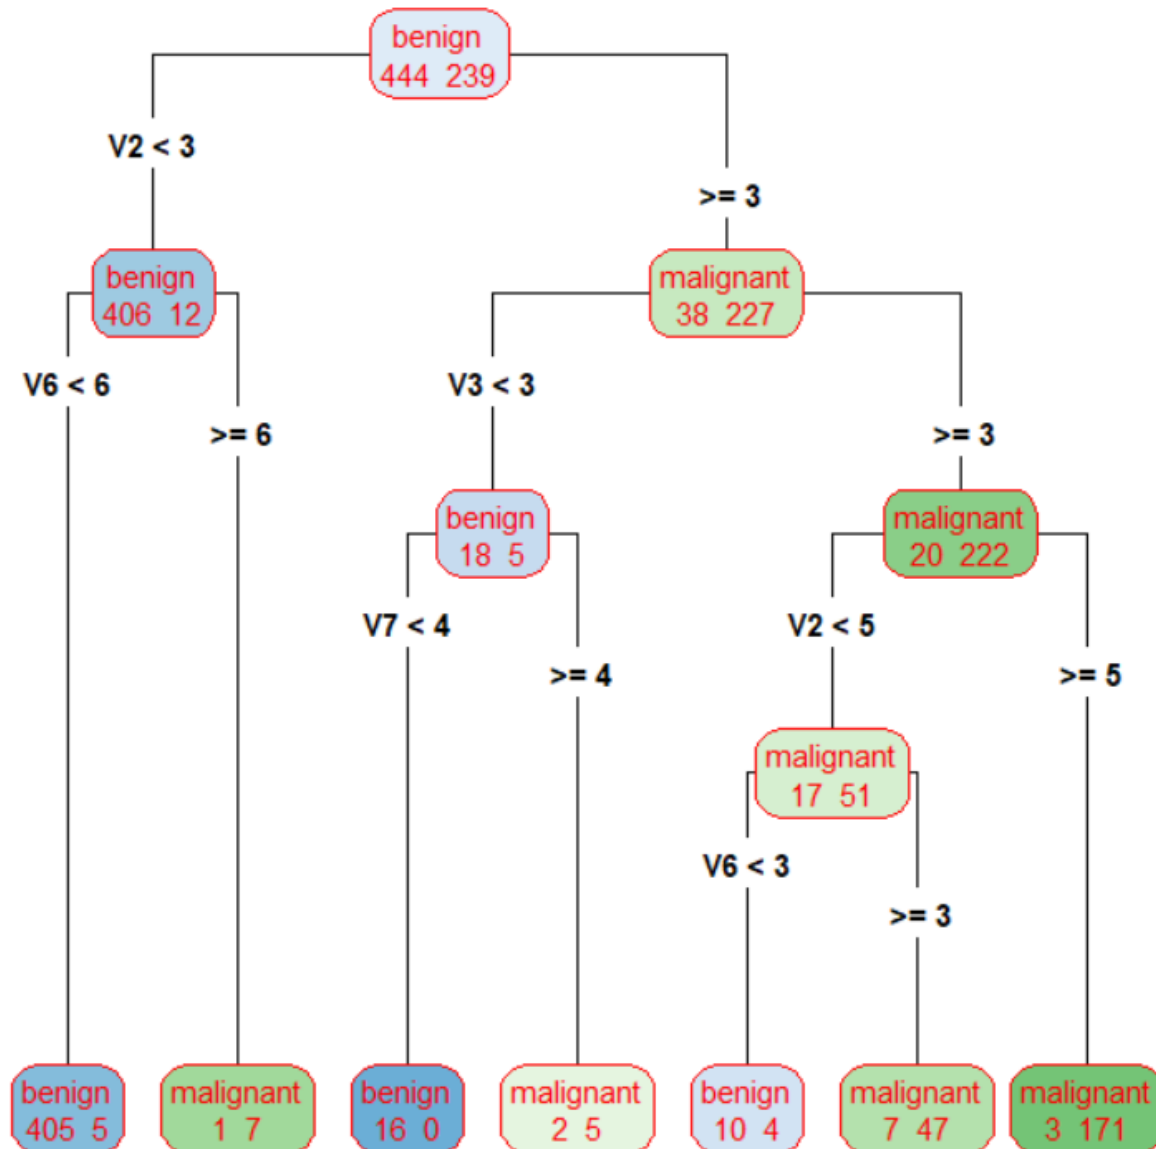 benign
444 239
V2 < 3
>= 3
benign
406 12
malignant
38 227
V6 < 6
>= 6
V3 < 3
>= 3
benign
18 5
malignant
20 222
V7 < 4
>= 4
V2 < 5
>= 5
malignant
17 51
V6 < 3
>= 3
benign
405 5
malignant
1 7
benign
16 0
malignant
2 5
benign
10 4
malignant
7 47
malignant
3 171